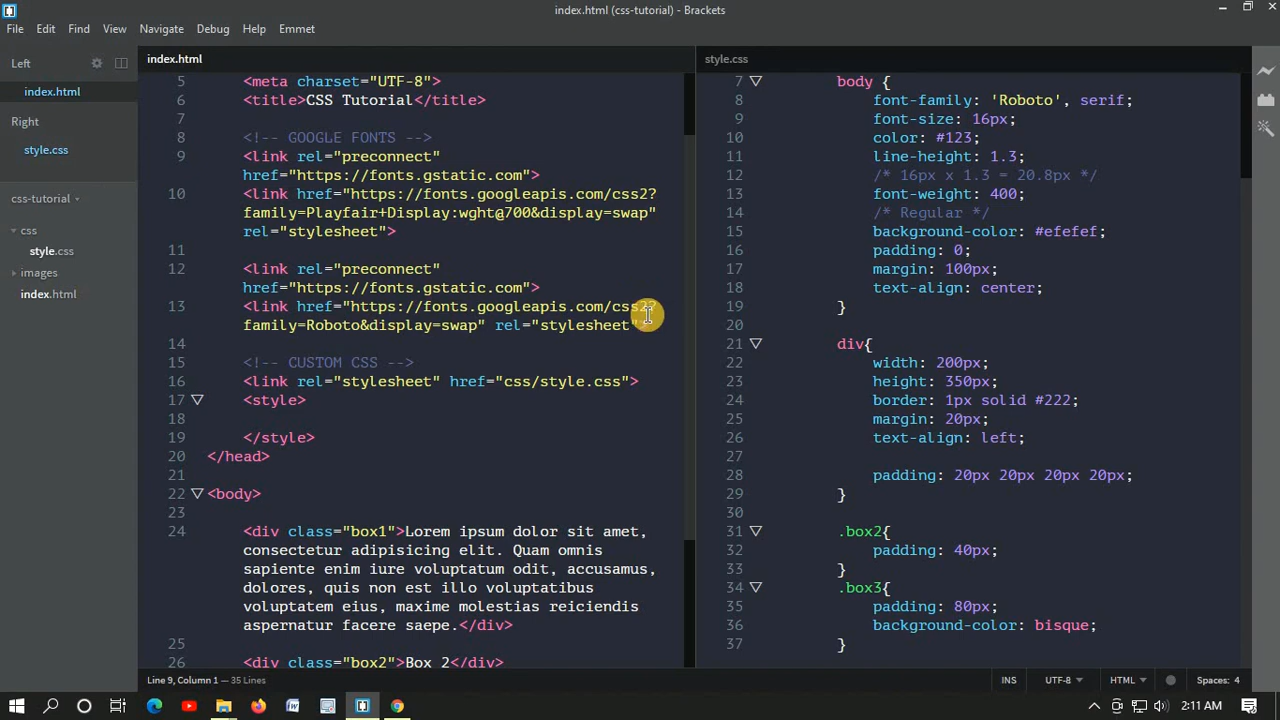 index.html (css-tutorial) - Brackets
File Edit Find View Navigate Debug Help Emmet
Left
index.html
Right
style.css
css-tutorial
css
style.css
images
index.html
index.html
5 <meta charset="UTF-8">
6 <title>CSS Tutorial</title>
7
8 <!-- GOOGLE FONTS -->
9 <link rel="preconnect"
href="https://fonts.gstatic.com">
10 <link href="https://fonts.googleapis.com/css2?
family=Playfair+Display:wght@700&display=swap"
rel="stylesheet">
11
12 <link rel="preconnect"
href="https://fonts.gstatic.com">
13 <link href="https://fonts.googleapis.com/css2?
family=Roboto&display=swap" rel="stylesheet">
14
15 <!-- CUSTOM CSS -->
16 <link rel="stylesheet" href="css/style.css">
17 <style>
18
19 </style>
20 </head>
21
22 <body>
23
24 <div class="box1">Lorem ipsum dolor sit amet,
consectetur adipisicing elit. Quam omnis
sapiente enim iure voluptatum odit, accusamus,
dolores, quis non est illo voluptatibus
voluptatem eius, maxime molestias reiciendis
aspernatur facere saepe.</div>
25
26 <div class="box2">Box 2</div>
style.css
7 body {
8 font-family: 'Roboto', serif;
9 font-size: 16px;
10 color: #123;
11 line-height: 1.3;
12 /* 16px x 1.3 = 20.8px */
13 font-weight: 400;
14 /* Regular */
15 background-color: #efefef;
16 padding: 0;
17 margin: 100px;
18 text-align: center;
19 }
20
21 div{
22 width: 200px;
23 height: 350px;
24 border: 1px solid #222;
25 margin: 20px;
26 text-align: left;
27
28 padding: 20px 20px 20px 20px;
29 }
30
31 .box2{
32 padding: 40px;
33 }
34 .box3{
35 padding: 80px;
36 background-color: bisque;
37 }
Line 9, Column 1 — 35 Lines
INS UTF-8 HTML Spaces: 4
2:11 AM